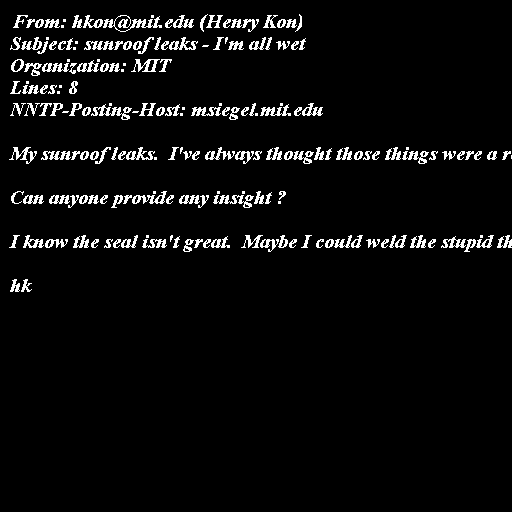 From: hkon@mit.edu (Henry Kon)
Subject: sunroof leaks - I'm all wet
Organization: MIT
Lines: 8
NNTP-Posting-Host: msiegel.mit.edu
My sunroof leaks.  I've always thought those things were a
Can anyone provide any insight ?
I know the seal isn't great.  Maybe I could weld the stupid
hk